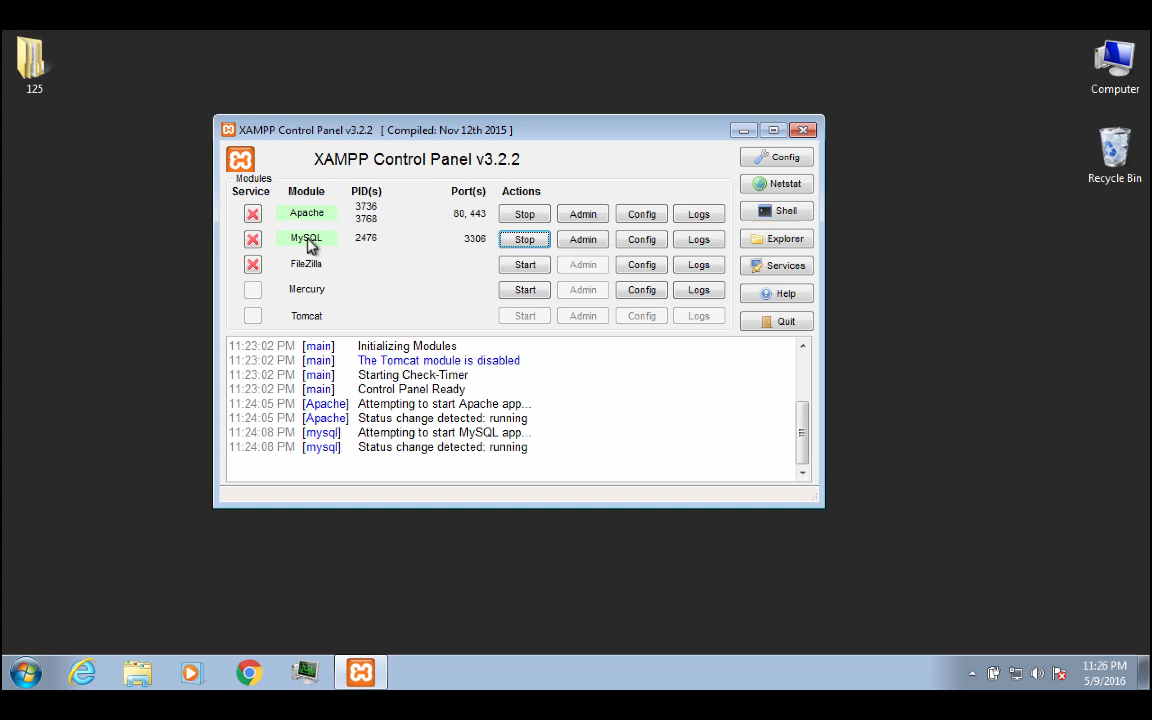 125
Computer
Recycle Bin
XAMPP Control Panel v3.2.2 [ Compiled: Nov 12th 2015 ]
XAMPP Control Panel v3.2.2
Modules
Service Module PID(s) Port(s) Actions
Apache 3736 3768 80, 443 Stop Admin Config Logs
MySQL 2476 3306 Stop Admin Config Logs
FileZilla Start Admin Config Logs
Mercury Start Admin Config Logs
Tomcat Start Admin Config Logs
Config
Netstat
Shell
Explorer
Services
Help
Quit
11:23:02 PM [main] Initializing Modules
11:23:02 PM [main] The Tomcat module is disabled
11:23:02 PM [main] Starting Check-Timer
11:23:02 PM [main] Control Panel Ready
11:24:05 PM [Apache] Attempting to start Apache app...
11:24:05 PM [Apache] Status change detected: running
11:24:08 PM [mysql] Attempting to start MySQL app...
11:24:08 PM [mysql] Status change detected: running
11:26 PM
5/9/2016